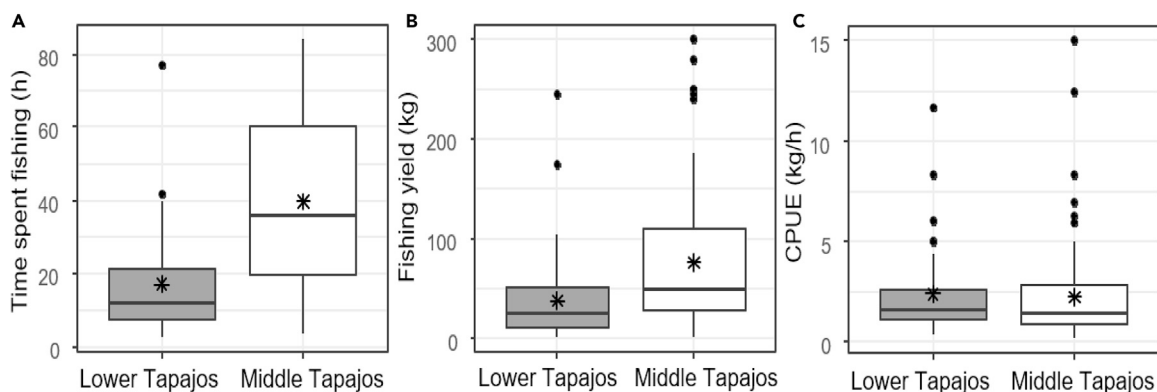 A
Time spent fishing (h)
80
60
40
20
0
Lower Tapajos Middle Tapajos
B
Fishing yield (kg)
300
200
100
0
Lower Tapajos Middle Tapajos
C
CPUE (kg/h)
15
10
5
0
Lower Tapajos Middle Tapajos